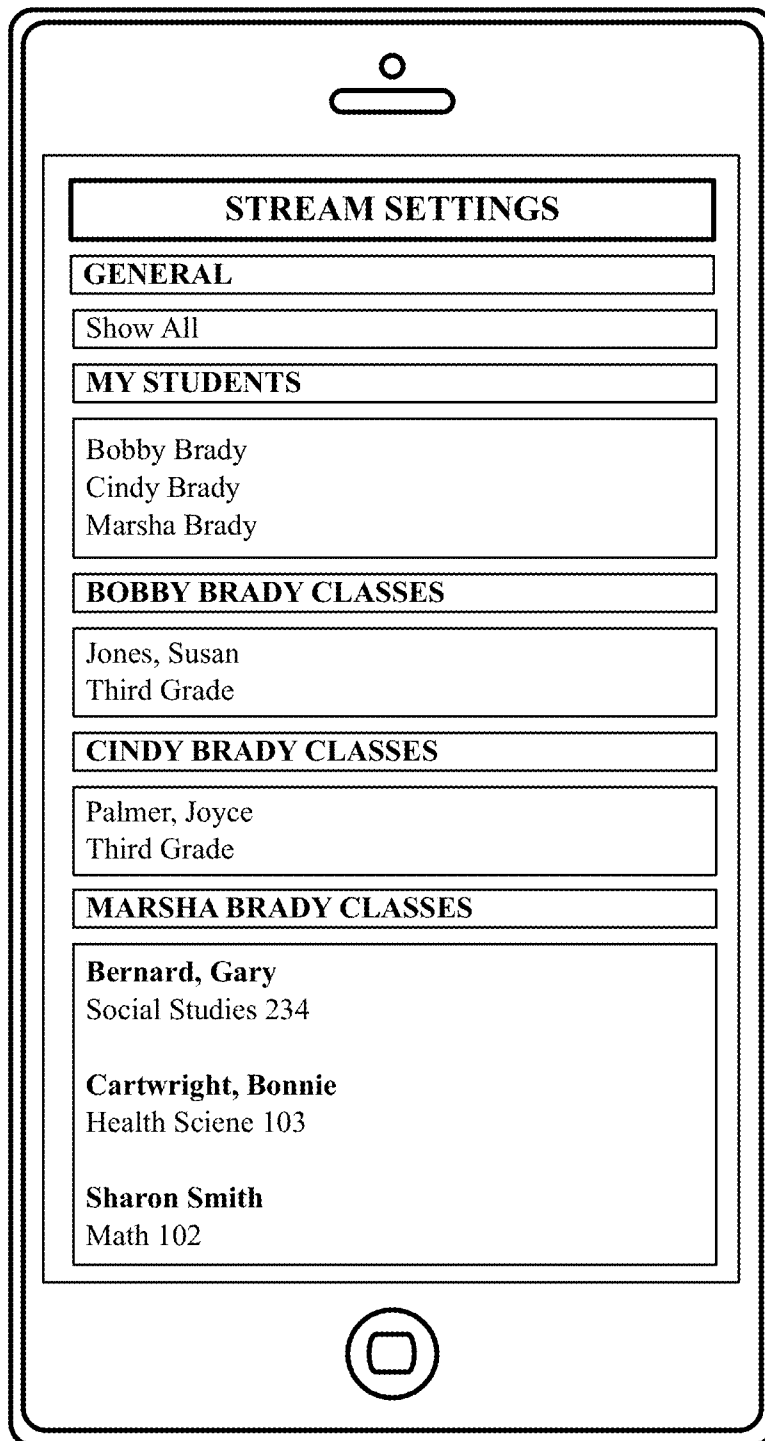 STREAM SETTINGS
GENERAL
Show All
MY STUDENTS
Bobby Brady
Cindy Brady
Marsha Brady
BOBBY BRADY CLASSES
Jones, Susan
Third Grade
CINDY BRADY CLASSES
Palmer, Joyce
Third Grade
MARSHA BRADY CLASSES
Bernard, Gary
Social Studies 234
Cartwright, Bonnie
Health Sciene 103
Sharon Smith
Math 102